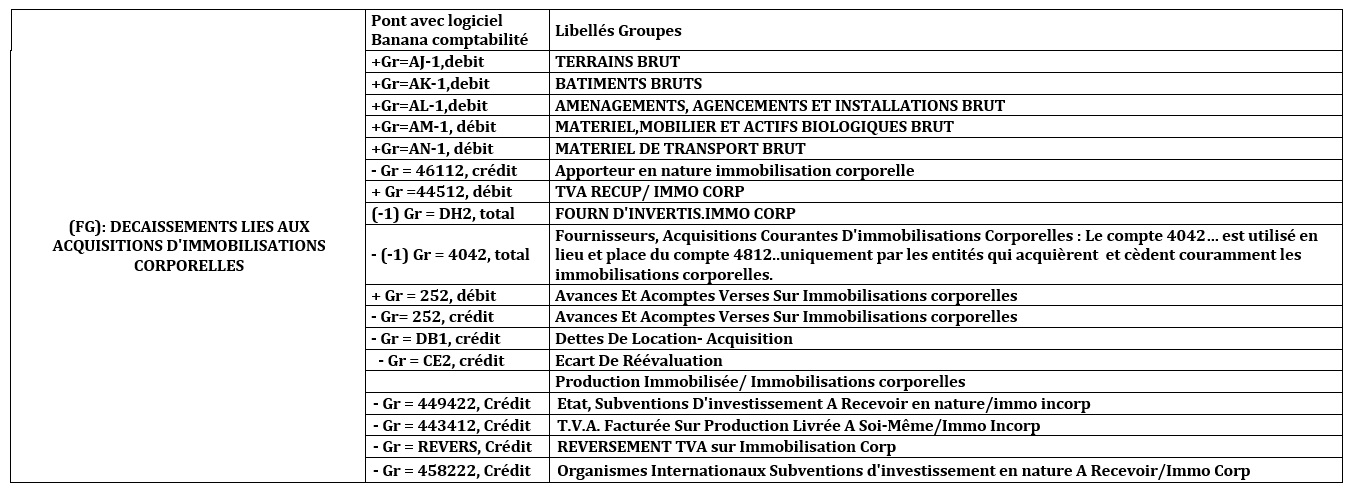 Pont avec logiciel
Banana comptabilité
Libellés Groupes
(FG): DECAISSEMENTS LIES AUX
ACQUISITIONS D'IMMOBILISATIONS
CORPORELLES
+Gr=AJ-1,debit TERRAINS BRUT
+Gr=AK-1,debit BATIMENTS BRUTS
+Gr=AL-1,debit AMENAGEMENTS, AGENCEMENTS ET INSTALLATIONS BRUT
+Gr=AM-1, débit MATERIEL,MOBILIER ET ACTIFS BIOLOGIQUES BRUT
+Gr=AN-1, débit MATERIEL DE TRANSPORT BRUT
- Gr = 46112, crédit Apporteur en nature immobilisation corporelle
+ Gr =44512, débit TVA RECUP/ IMMO CORP
(-1) Gr = DH2, total FOURN D'INVERTIS.IMMO CORP
- (-1) Gr = 4042, total
Fournisseurs, Acquisitions Courantes D'immobilisations Corporelles : Le compte 4042... est utilisé en
lieu et place du compte 4812..uniquement par les entités qui acquièrent et cèdent couramment les
immobilisations corporelles.
+ Gr = 252, débit Avances Et Acomptes Verses Sur Immobilisations corporelles
- Gr= 252, crédit Avances Et Acomptes Verses Sur Immobilisations corporelles
- Gr = DB1, crédit Dettes De Location- Acquisition
- Gr = CE2, crédit Ecart De Réévaluation
Production Immobilisée/ Immobilisations corporelles
- Gr = 449422, Crédit Etat, Subventions D'investissement A Recevoir en nature/immo incorp
- Gr = 443412, Crédit T.V.A. Facturée Sur Production Livrée A Soi-Même/Immo Incorp
- Gr = REVERS, Crédit REVERSEMENT TVA sur Immobilisation Corp
- Gr = 458222, Crédit Organismes Internationaux Subventions d'investissement en nature A Recevoir/Immo Corp